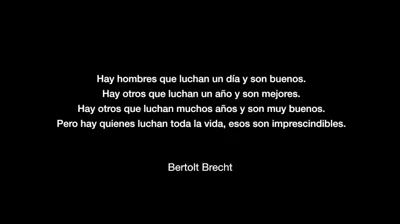 Hay hombres que luchan un día y son buenos.
Hay otros que luchan un año y son mejores.
Hay otros que luchan muchos años y son muy buenos.
Pero hay quienes luchan toda la vida, esos son imprescindibles.
Bertolt Brecht